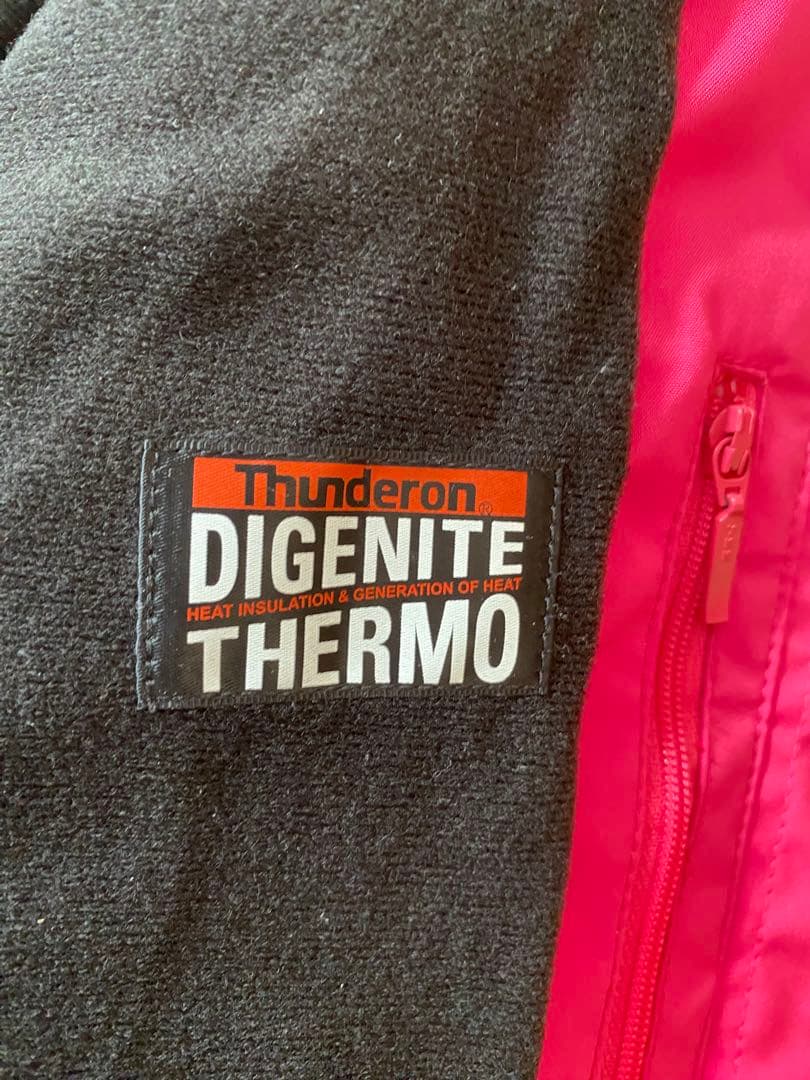 Thunderon®
DIGENITE
HEAT INSULATION & GENERATION OF HEAT
THERMO